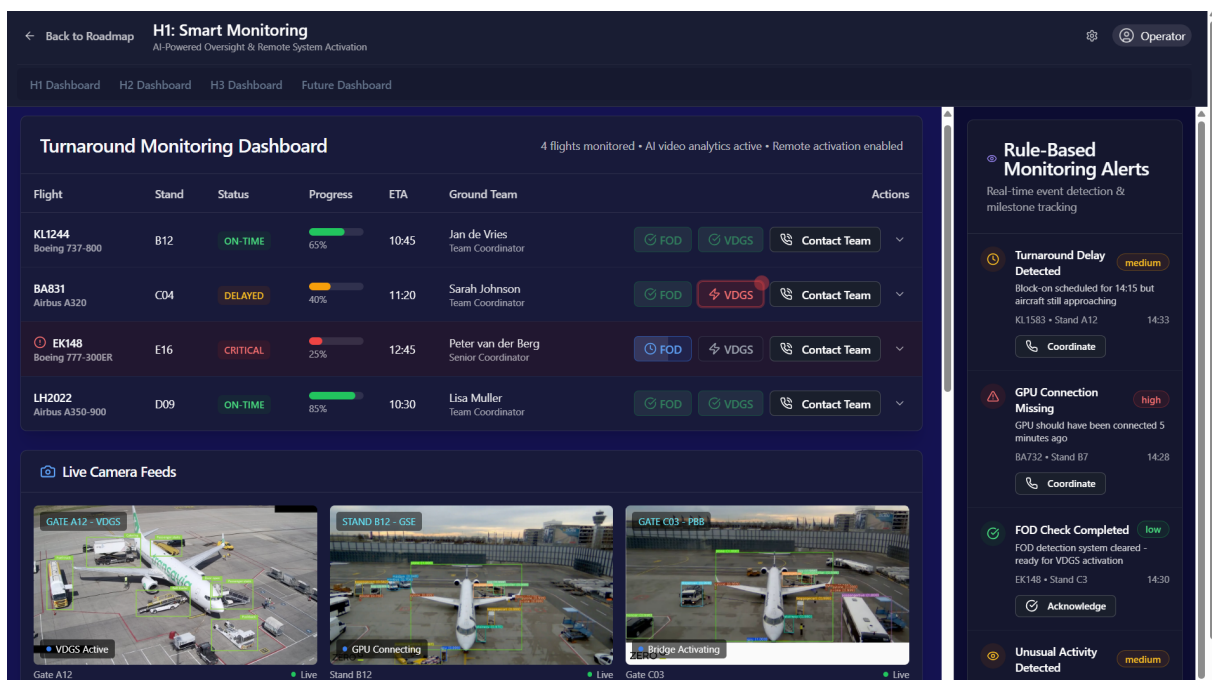 Back to Roadmap
H1: Smart Monitoring
AI-Powered Oversight & Remote System Activation
Operator
H1 Dashboard H2 Dashboard H3 Dashboard Future Dashboard
Turnaround Monitoring Dashboard
4 flights monitored • AI video analytics active • Remote activation enabled
Flight Stand Status Progress ETA Ground Team Actions
KL1244
Boeing 737-800
B12 ON-TIME 65% 10:45
Jan de Vries
Team Coordinator
FOD VDGS Contact Team
BA831
Airbus A320
C04 DELAYED 40% 11:20
Sarah Johnson
Team Coordinator
FOD VDGS Contact Team
EK148
Boeing 777-300ER
E16 CRITICAL 25% 12:45
Peter van der Berg
Senior Coordinator
FOD VDGS Contact Team
LH2022
Airbus A350-900
D09 ON-TIME 85% 10:30
Lisa Muller
Team Coordinator
FOD VDGS Contact Team
Live Camera Feeds
GATE A12 - VDGS
transavia
VDGS Active
Gate A12 Live
STAND B12 - GSE
GPU Connecting
Stand B12 Live
GATE C03 - PBB
ZERO
Bridge Activating
Gate C03 Live
Rule-Based
Monitoring Alerts
Real-time event detection &
milestone tracking
Turnaround Delay
Detected
medium
Block-on scheduled for 14:15 but
aircraft still approaching
KL1583 • Stand A12 14:33
Coordinate
GPU Connection
Missing
high
GPU should have been connected 5
minutes ago
BA732 • Stand B7 14:28
Coordinate
FOD Check Completed low
FOD detection system cleared -
ready for VDGS activation
EK148 • Stand C3 14:30
Acknowledge
Unusual Activity
Detected
medium